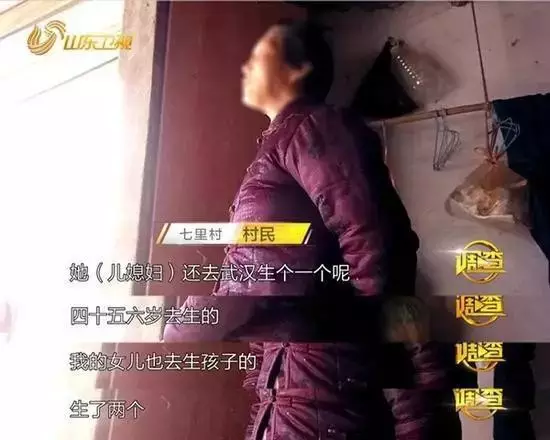 山东卫视
七里村 村民
她（儿媳妇）还去武汉生个一个呢
调查
四十五六岁去生的
调查
我的女儿也去生孩子的
调查
生了两个
调查